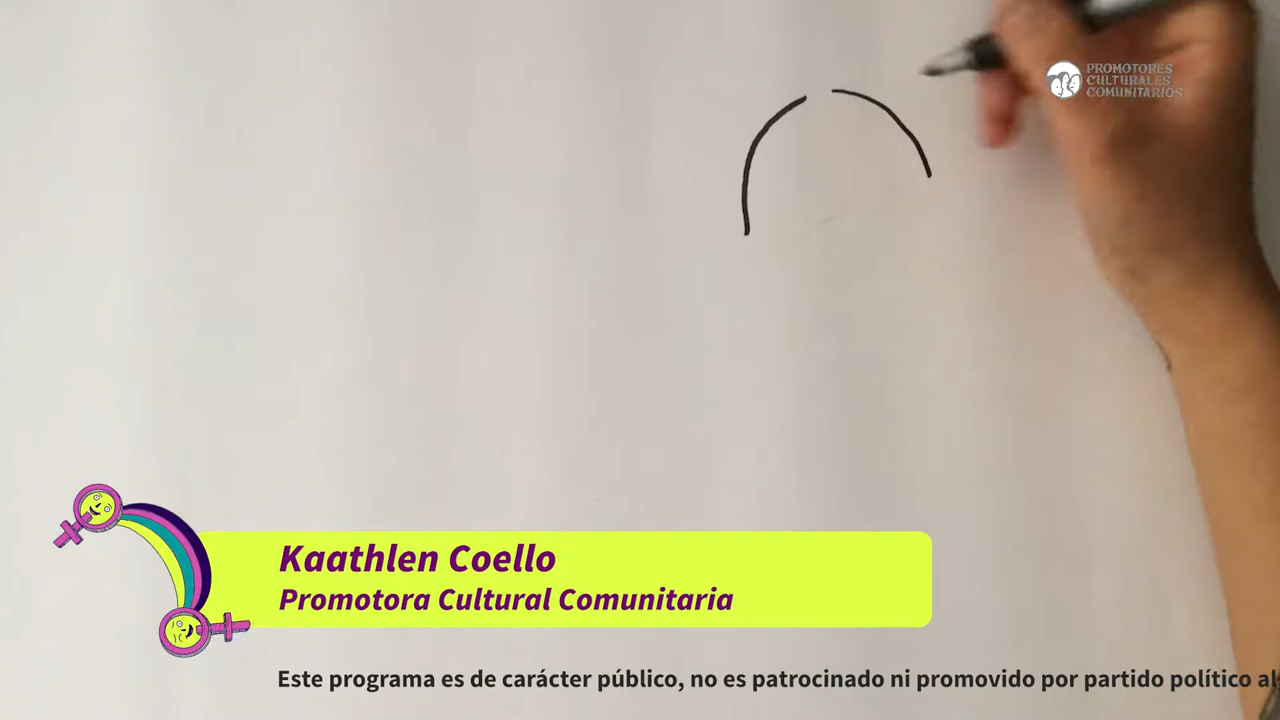 PROMOTORES
CULTURALES
COMUNITARIOS
Kaathlen Coello
Promotora Cultural Comunitaria
Este programa es de carácter público, no es patrocinado ni promovido por partido político al